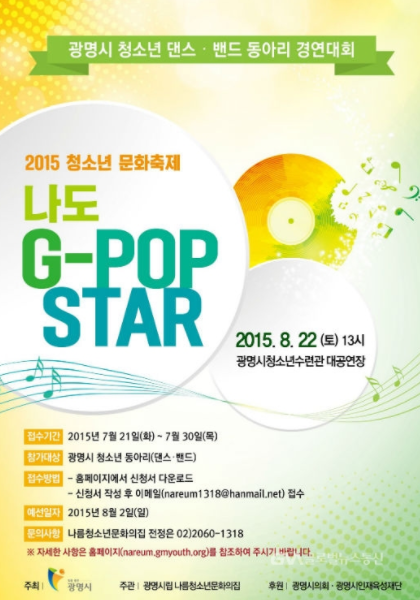 광명시 청소년 댄스 · 밴드 동아리 경연대회
2015 청소년 문화축제
나도
G-POP
STAR
2015. 8. 22 (토) 13시
광명시청소년수련관 대공연장
접수기간 2015년 7월 21일(화) ~ 7월 30일(목)
참가대상 광명시 청소년 동아리(댄스·밴드)
접수방법 - 홈페이지에서 신청서 다운로드
- 신청서 작성 후 이메일(nareum1318@hanmail.net) 접수
예선일자 2015년 8월 2일(일)
문의사항 나름청소년문화의집 전정은 02)2060-1318
※ 자세한 사항은 홈페이지(nareum.gmyouth.org)를 참조하여 주시기 바랍니다.
주최 광명시 주관 광명시립 나름청소년문화의집 후원 광명시의회·광명시인재육성재단